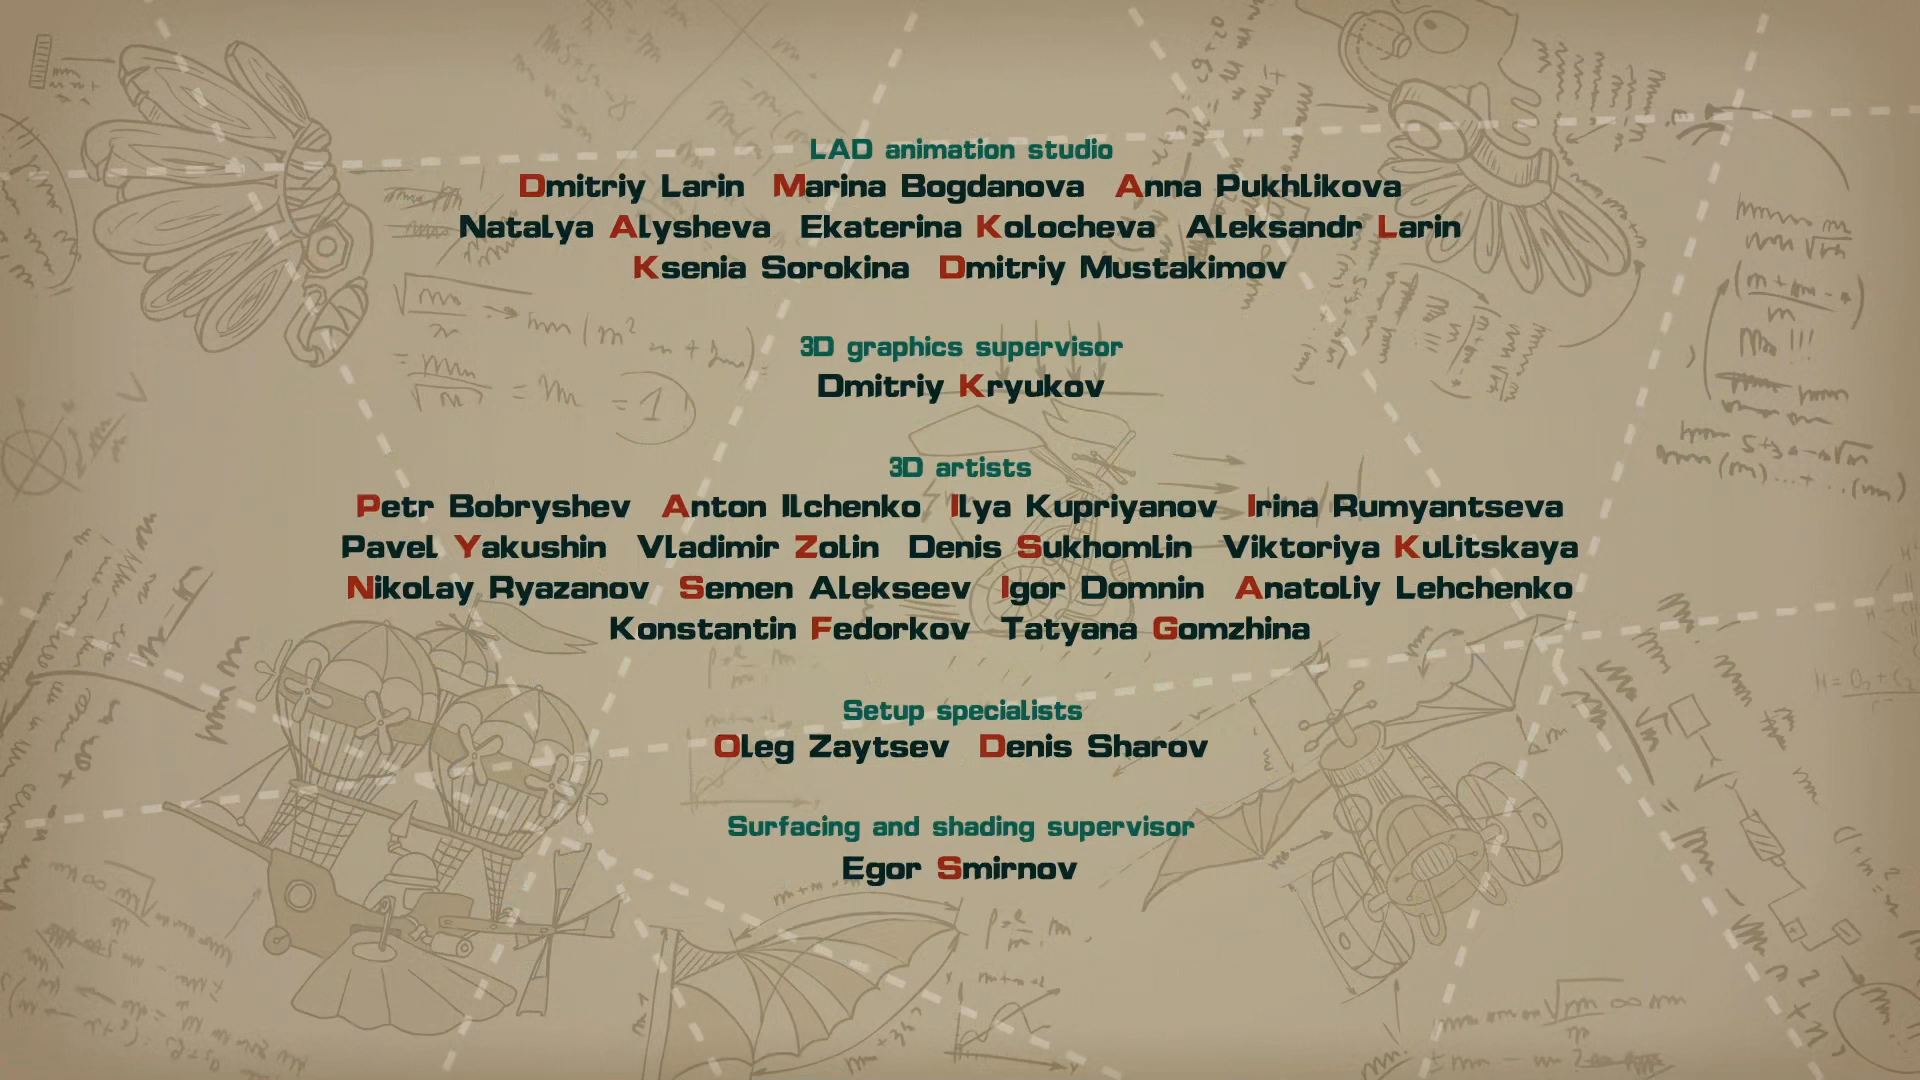 LAD animation studio
Dmitriy Larin Marina Bogdanova Anna Pukhlikova
Natalya Alysheva Ekaterina Kolocheva Aleksandr Larin
Ksenia Sorokina Dmitriy Mustakimov
3D graphics supervisor
Dmitriy Kryukov
3D artists
Petr Bobryshev Anton Ilchenko Ilya Kupriyanov Irina Rumyantseva
Pavel Yakushin Vladimir Zolin Denis Sukhomlin Viktoriya Kulitskaya
Nikolay Ryazanov Semen Alekseev Igor Domnin Anatoliy Lehchenko
Konstantin Fedorkov Tatyana Gomzhina
Setup specialists
Oleg Zaytsev Denis Sharov
Surfacing and shading supervisor
Egor Smirnov